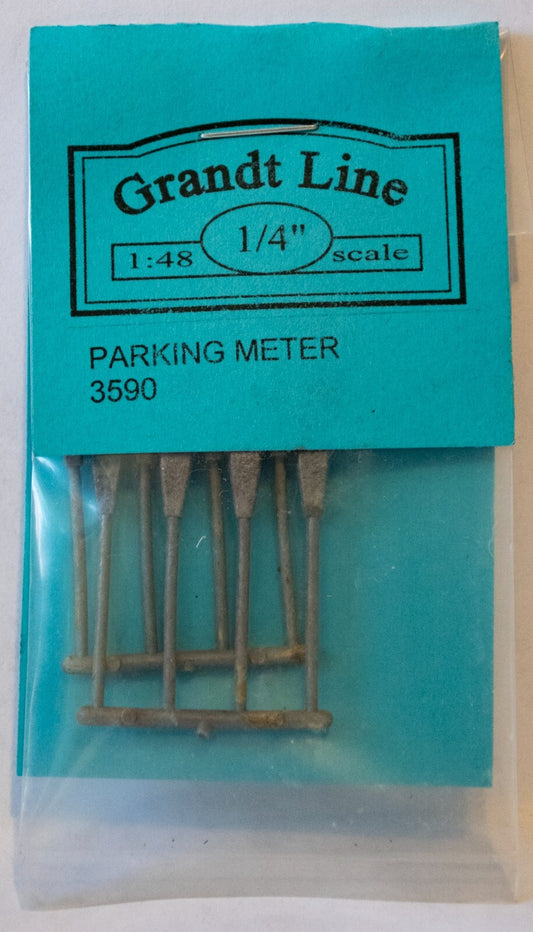 Grandt Line
1:48 1/4" scale
PARKING METER
3590